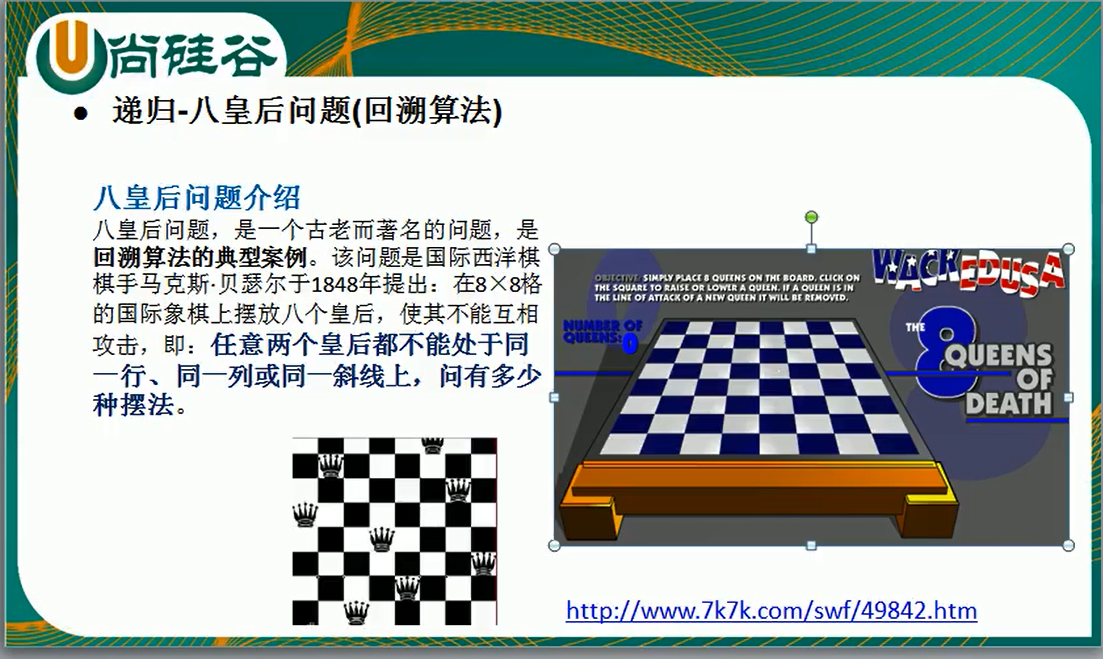 尚硅谷
● 递归-八皇后问题(回溯算法)
八皇后问题介绍
八皇后问题，是一个古老而著名的问题，是
回溯算法的典型案例。该问题是国际西洋棋
棋手马克斯·贝瑟尔于1848年提出：在8×8格
的国际象棋上摆放八个皇后，使其不能互相
攻击，即：任意两个皇后都不能处于同
一行、同一列或同一斜线上，问有多少
种摆法。
OBJECTIVE: SIMPLY PLACE 8 QUEENS ON THE BOARD. CLICK ON
THE SQUARE TO RAISE OR LOWER A QUEEN. IF A QUEEN IS IN
THE LINE OF ATTACK OF A NEW QUEEN IT WILL BE REMOVED.
WACKEDUSA
NUMBER OF
QUEENS: 0
THE 8
QUEENS
OF
DEATH
http://www.7k7k.com/swf/49842.htm